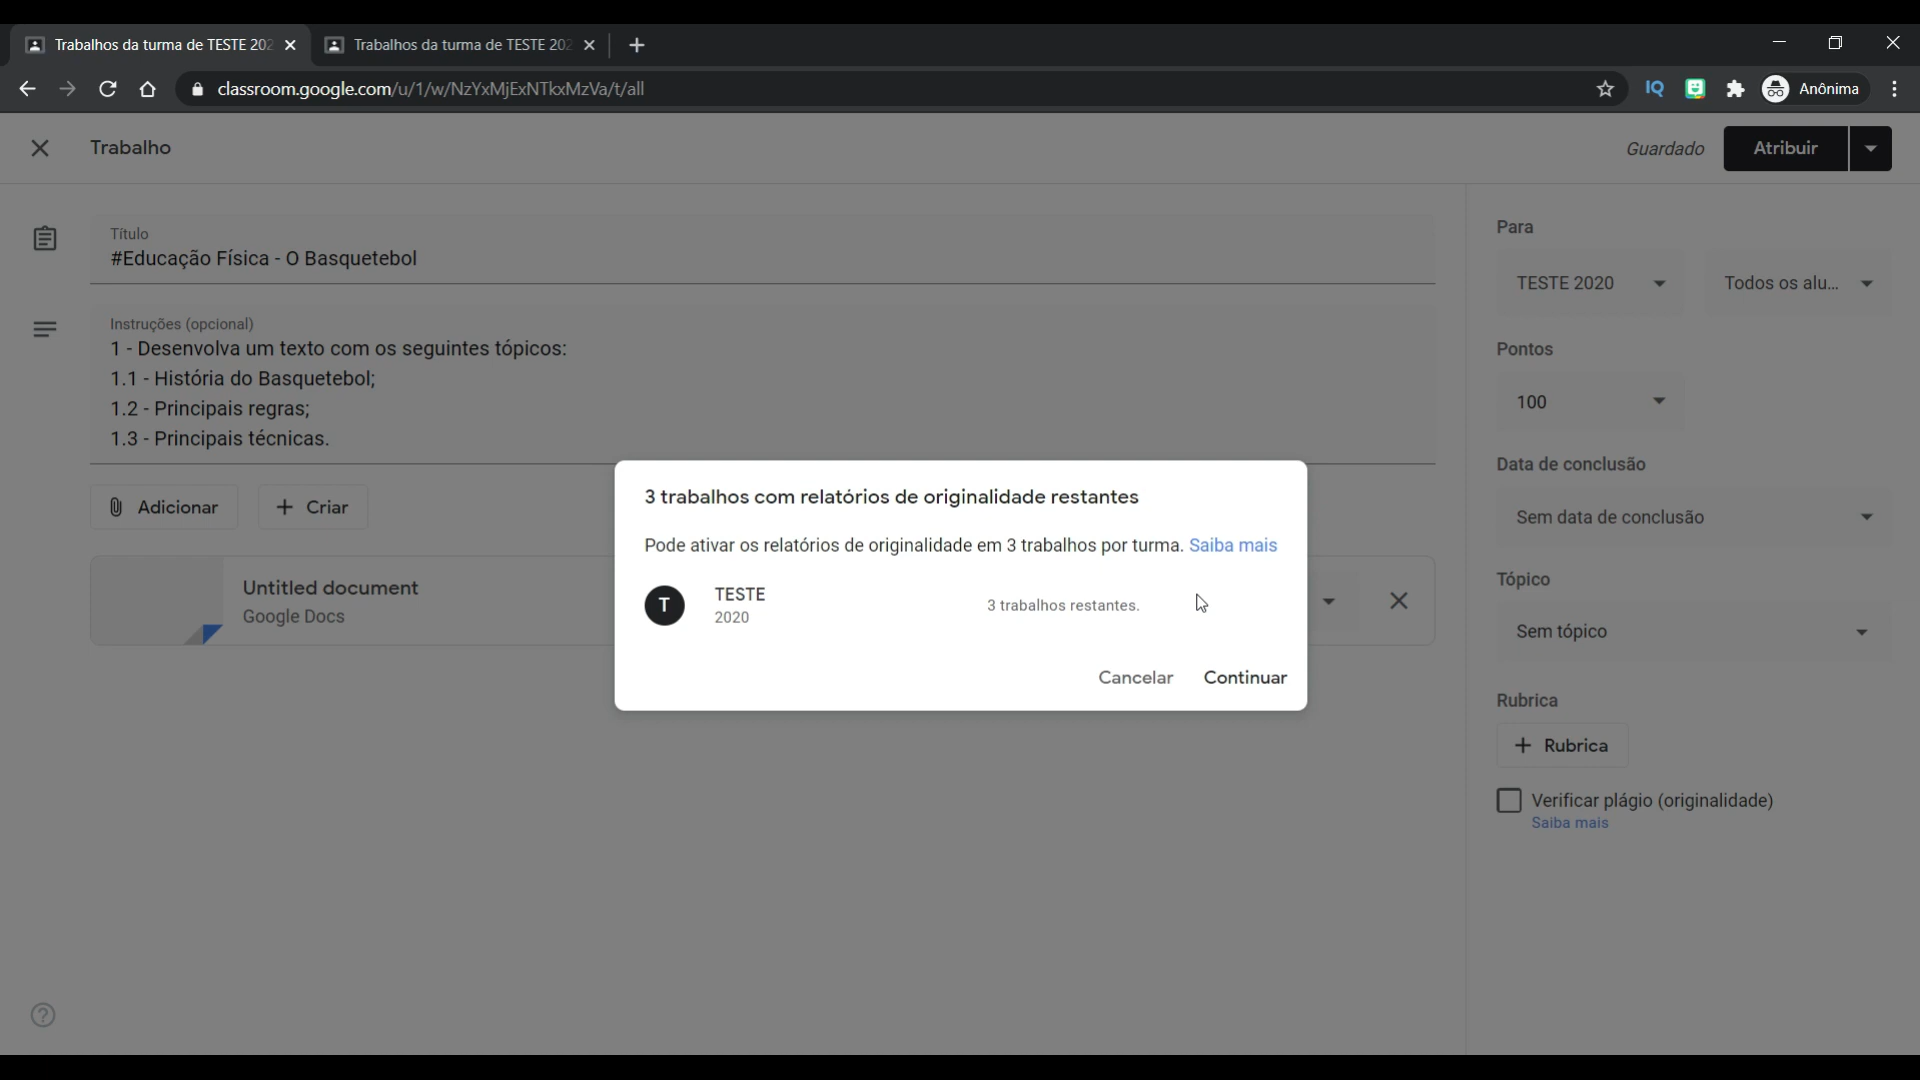 Trabalhos da turma de TESTE 202
Trabalhos da turma de TESTE 202
classroom.google.com/u/1/w/NzYxMjExNTkxMzVa/t/all
IQ
Anônima
Trabalho
Guardado
Atribuir
Título
#Educação Física - O Basquetebol
Instruções (opcional)
1 - Desenvolva um texto com os seguintes tópicos:
1.1 - História do Basquetebol;
1.2 - Principais regras;
1.3 - Principais técnicas.
Adicionar
Criar
Untitled document
Google Docs
3 trabalhos com relatórios de originalidade restantes
Pode ativar os relatórios de originalidade em 3 trabalhos por turma. Saiba mais
T
TESTE
2020
3 trabalhos restantes.
Cancelar
Continuar
Para
TESTE 2020
Todos os alu...
Pontos
100
Data de conclusão
Sem data de conclusão
Tópico
Sem tópico
Rubrica
Rubrica
Verificar plágio (originalidade)
Saiba mais